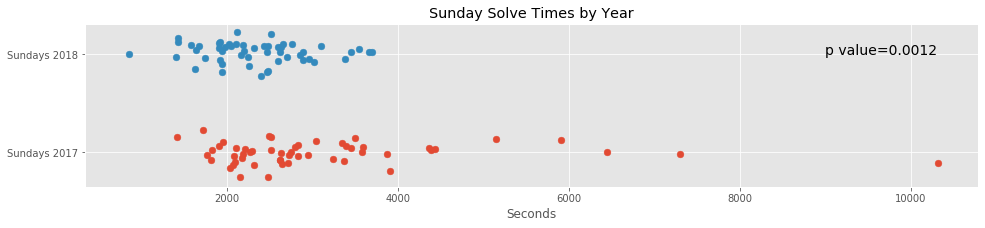 Sunday Solve Times by Year
Sundays 2018
p value=0.0012
Sundays 2017
2000 4000 6000 8000 10000
Seconds